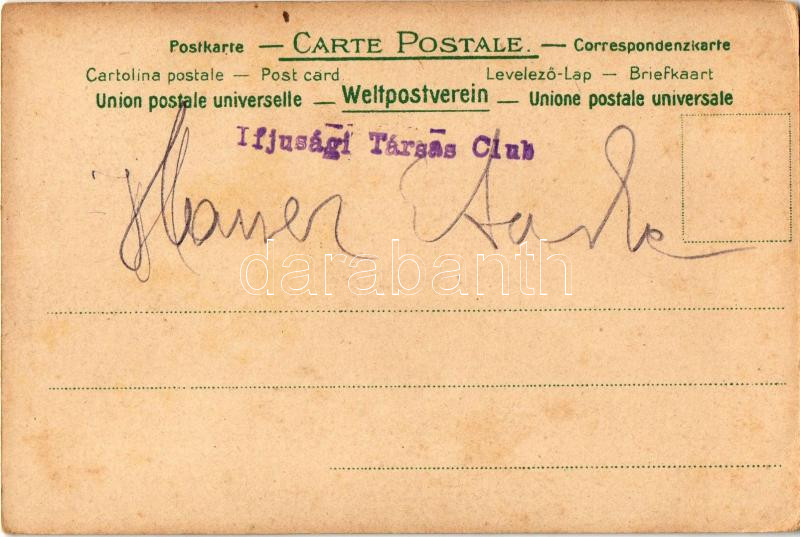 Postkarte — CARTE POSTALE. — Correspondenzkarte
Cartolina postale — Post card Levelező-Lap — Briefkaart
Union postale universelle — Weltpostverein — Unione postale universale
Ifjusági Társas Club
darabanth